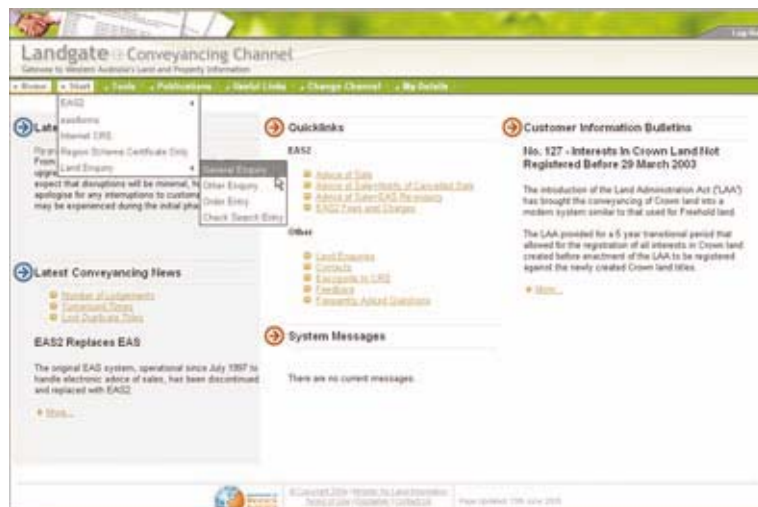 Log
Landgate Conveyancing Channel
Gateway to Western Australia's Land and Property Information
Home Start Tools Publications Useful Links Change Channel My Details
EAS2
easiforms
Internet CRS
Region Scheme Certificate Only
Land Enquiry
General Enquiry
Other Enquiry
Order Entry
Check Search Entry
Late
From
upgra
expect that disruptions will be minimal, h
apologise for any interruptions to custome
may be experienced during the initial pha
Latest Conveyancing News
Number of Lodgements
Turnaround Times
Lost Duplicate Titles
EAS2 Replaces EAS
The original EAS system, operational since July 1997 to
handle electronic advice of sales, has been discontinued
and replaced with EAS2.
More...
Quicklinks
EAS2
Advice of Sale
Advice of Sale-Notify of Cancelled Sale
Advice of Sale-EAS Re-issuing
EAS2 Fees and Charges
Other
Land Enquiries
Contacts
Easyguide to CRS
Feedback
Frequently Asked Questions
System Messages
There are no current messages.
Customer Information Bulletins
No. 127 - Interests In Crown Land Not
Registered Before 29 March 2003
The introduction of the Land Administration Act ('LAA')
has brought the conveyancing of Crown land into a
modern system similar to that used for Freehold land.
The LAA provided for a 5 year transitional period that
allowed for the registration of all interests in Crown land
created before enactment of the LAA to be registered
against the newly created Crown land titles.
More...